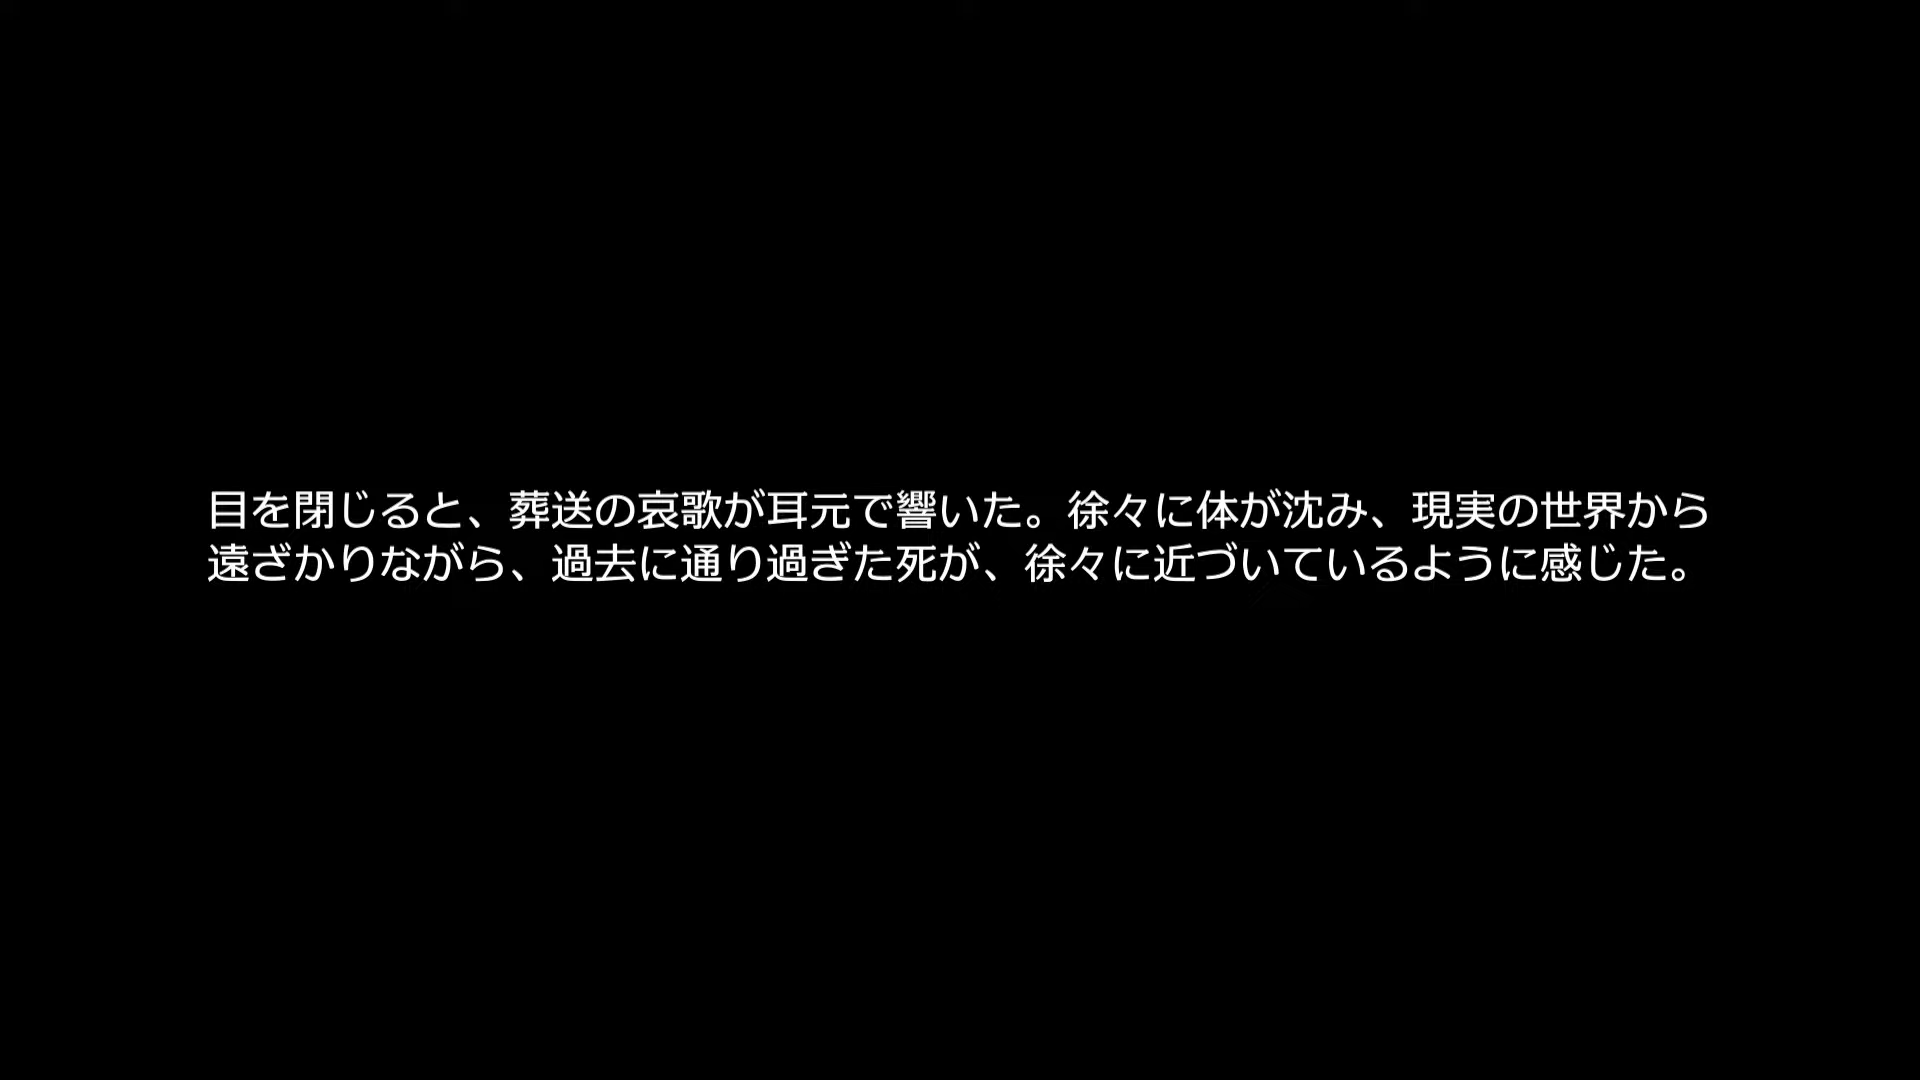 目を閉じると、葬送の哀歌が耳元で響いた。徐々に体が沈み、現実の世界から
遠ざかりながら、過去に通り過ぎた死が、徐々に近づいているように感じた。